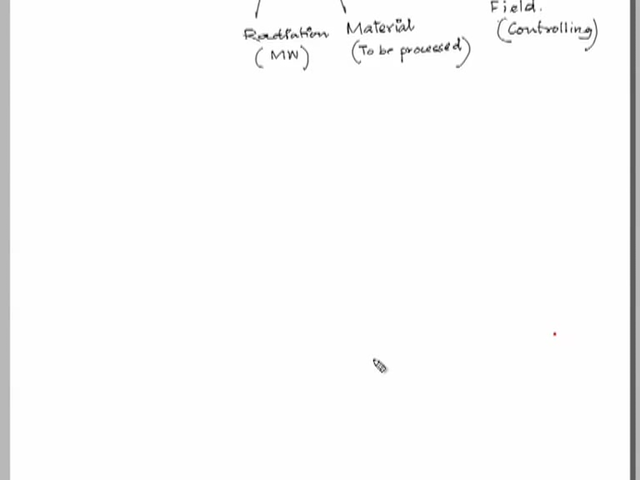 Field.
Radiation Material (Controlling)
(MW) (To be processed)